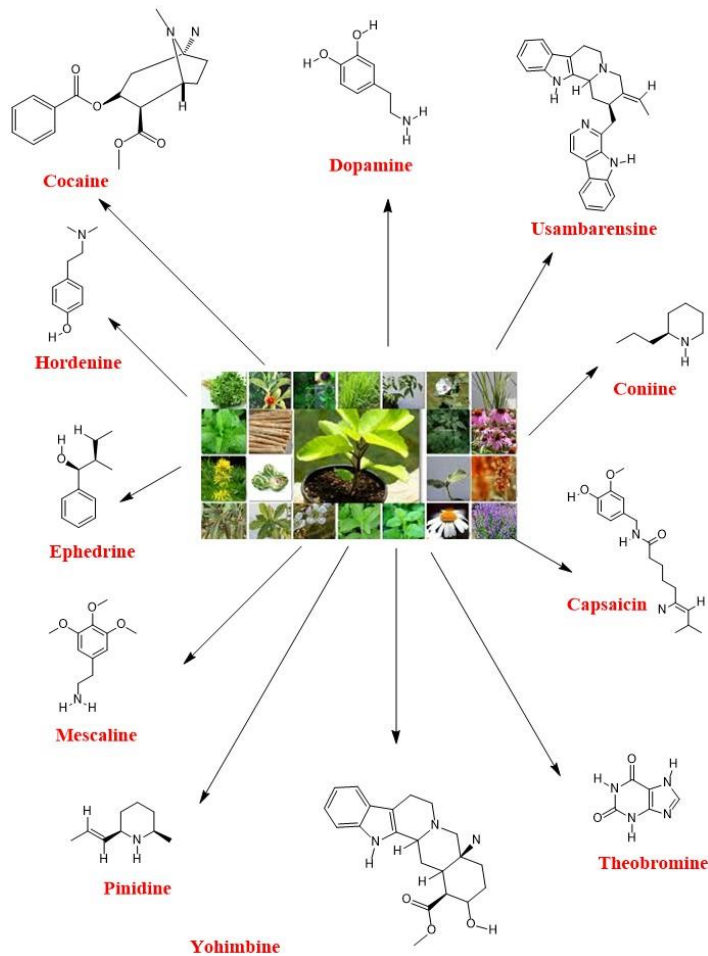 Cocaine
Dopamine
Usambarensine
Hordenine
Coniine
Ephedrine
Capsaicin
Mescaline
Theobromine
Pinidine
Yohimbine